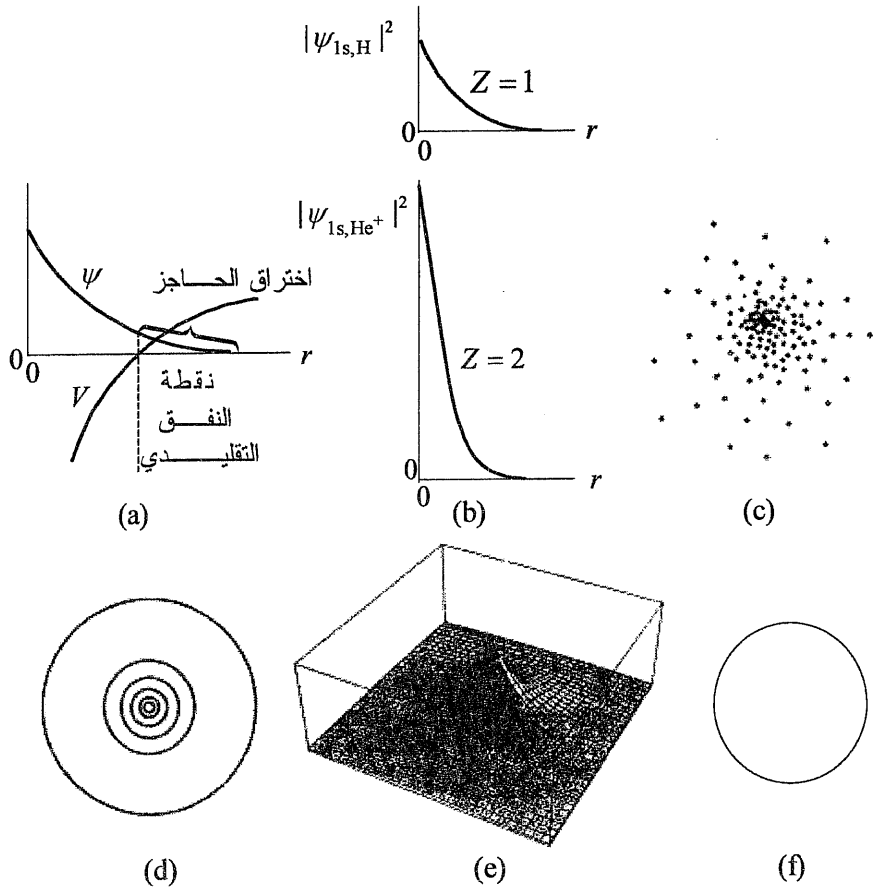 |ψ1s,H|²
Z = 1
0
r
0
|ψ1s,He⁺|²
Z = 2
0
0
r
ψ
اختراق الحاجز
0
0
r
V
نقطة
النفق
التقليدي
(a)
(b)
(c)
(d)
(e)
(f)